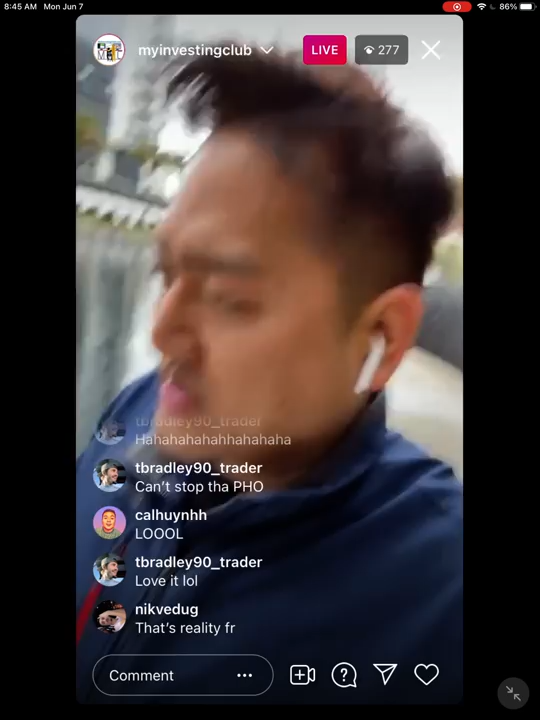 8:45 AM Mon Jun 7
86%
myinvestingclub
LIVE
277
tbradley90_trader
Hahahahahahhahahaha
tbradley90_trader
Can't stop tha PHO
calhuynhh
LOOOL
tbradley90_trader
Love it lol
nikvedug
That's reality fr
Comment